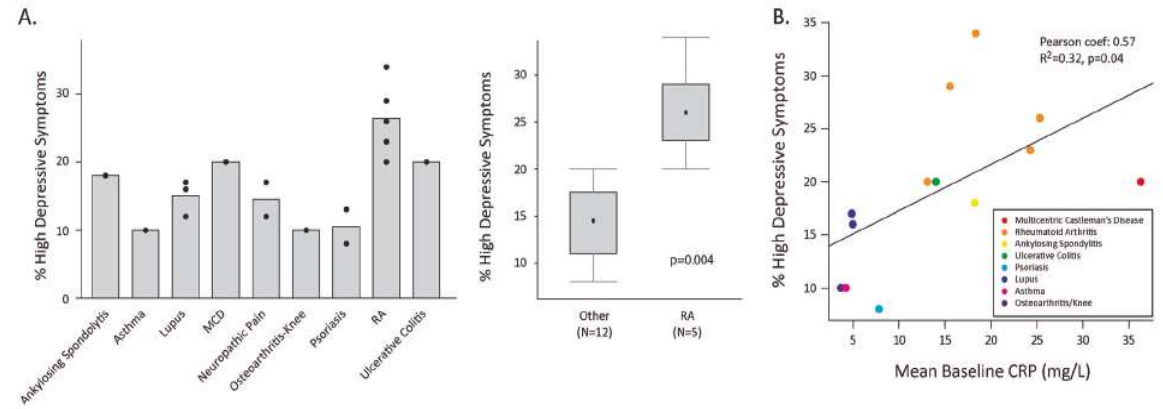 A.
% High Depressive Symptoms
30
20
10
0
Ankylosing Spondolytis
Asthma
Lupus
MCD
Neuropathic Pain
Osteoarthritis-Knee
Psoriasis
RA
Ulcerative Colitis
% High Depressive Symptoms
30
25
20
15
10
p=0.004
Other
(N=12)
RA
(N=5)
B.
% High Depressive Symptoms
35
30
25
20
15
10
Pearson coef: 0.57
R²=0.32, p=0.04
Multicentric Castleman's Disease
Rheumatoid Arthritis
Ankylosing Spondylitis
Ulcerative Colitis
Psoriasis
Lupus
Asthma
Osteoarthritis/Knee
5 10 15 20 25 30 35
Mean Baseline CRP (mg/L)